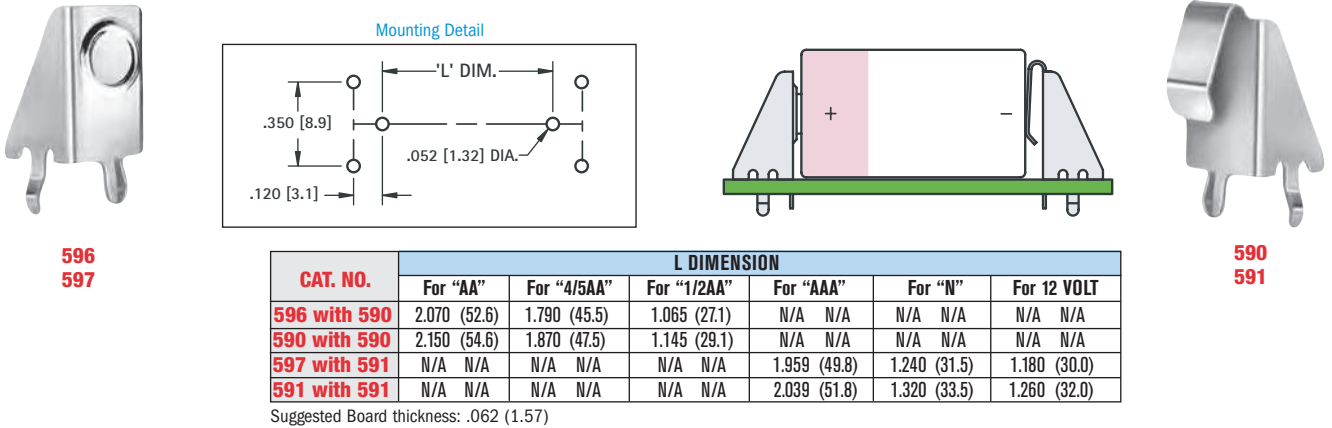 Mounting Detail
'L' DIM.
.350 [8.9]
.052 [1.32] DIA.
.120 [3.1]
+ −
596
597
590
591
CAT. NO. L DIMENSION
For “AA” For “4/5AA” For “1/2AA” For “AAA” For “N” For 12 VOLT
596 with 590 2.070 (52.6) 1.790 (45.5) 1.065 (27.1) N/A N/A N/A N/A N/A N/A
590 with 590 2.150 (54.6) 1.870 (47.5) 1.145 (29.1) N/A N/A N/A N/A N/A N/A
597 with 591 N/A N/A N/A N/A N/A N/A 1.959 (49.8) 1.240 (31.5) 1.180 (30.0)
591 with 591 N/A N/A N/A N/A N/A N/A 2.039 (51.8) 1.320 (33.5) 1.260 (32.0)
Suggested Board thickness: .062 (1.57)